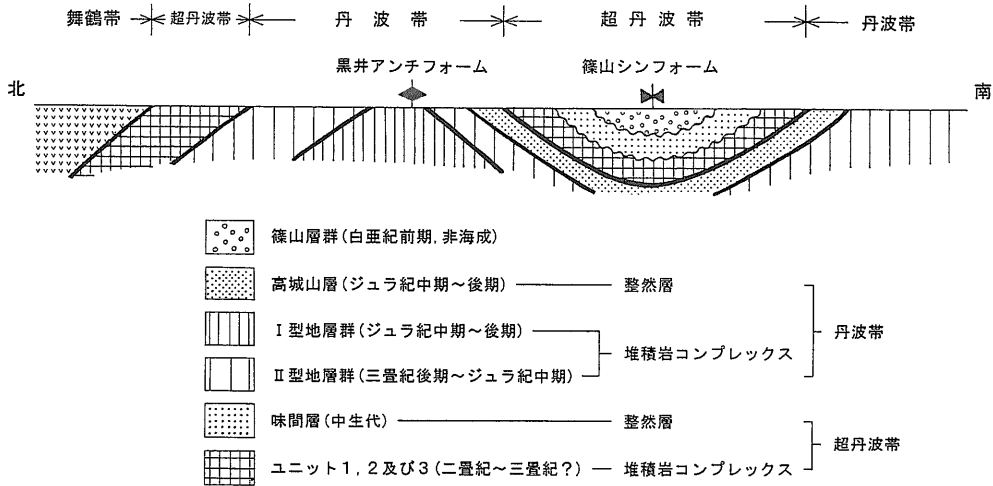 舞鶴帯 超丹波帯 丹波帯 超丹波帯 丹波帯
黒井アンチフォーム 篠山シンフォーム
北 南
篠山層群(白亜紀前期,非海成)
高城山層(ジュラ紀中期〜後期) 整然層
Ⅰ型地層群(ジュラ紀中期〜後期)
丹波帯
堆積岩コンプレックス
Ⅱ型地層群(三畳紀後期〜ジュラ紀中期)
味間層(中生代) 整然層
超丹波帯
ユニット1,2及び3(二畳紀〜三畳紀?) 堆積岩コンプレックス